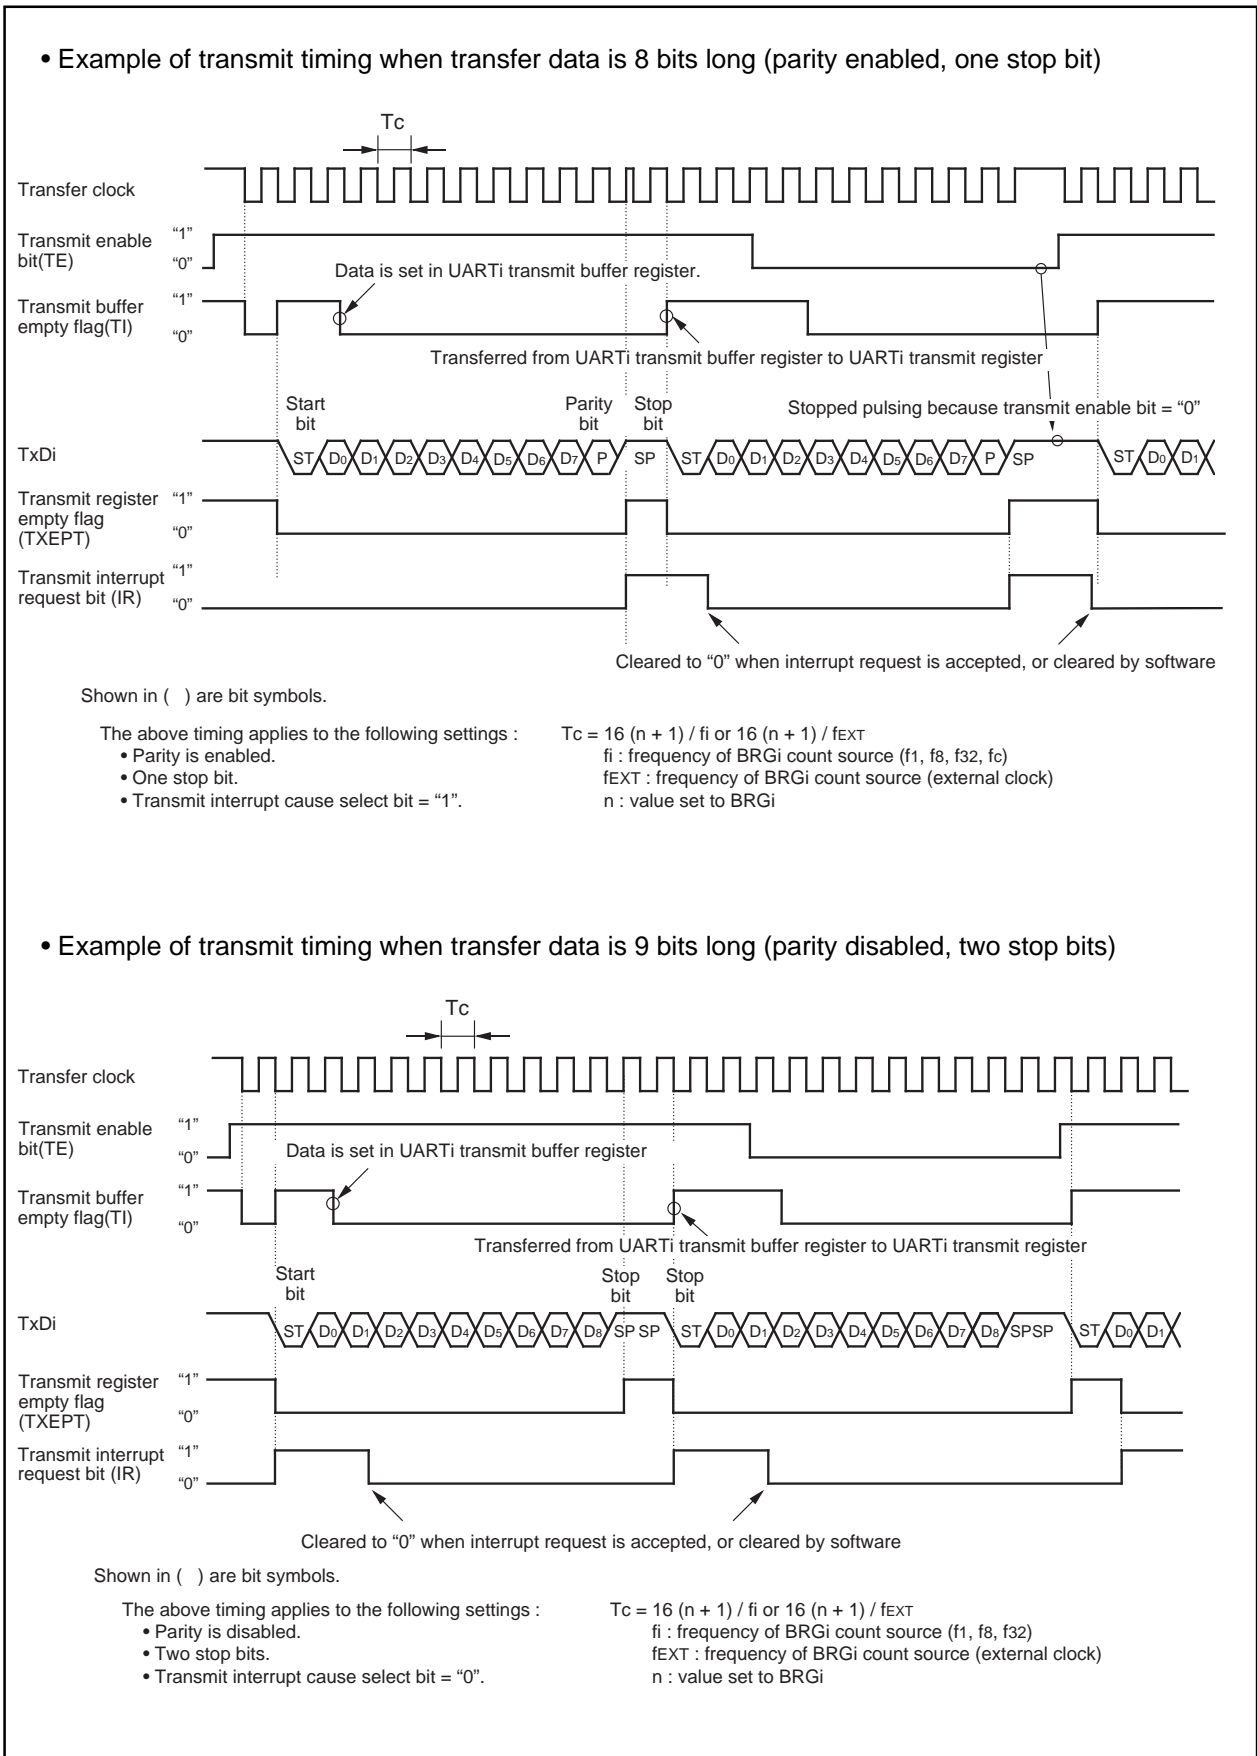 • Example of transmit timing when transfer data is 8 bits long (parity enabled, one stop bit)
Tc
Transfer clock
Transmit enable bit(TE)
“1”
“0”
Data is set in UARTi transmit buffer register.
Transmit buffer empty flag(TI)
“1”
“0”
Transferred from UARTi transmit buffer register to UARTi transmit register
Start bit
Parity bit
Stop bit
Stopped pulsing because transmit enable bit = “0”
TxDi
ST D0 D1 D2 D3 D4 D5 D6 D7 P SP ST D0 D1 D2 D3 D4 D5 D6 D7 P SP ST D0 D1
Transmit register empty flag (TXEPT)
“1”
“0”
Transmit interrupt request bit (IR)
“1”
“0”
Cleared to “0” when interrupt request is accepted, or cleared by software
Shown in ( ) are bit symbols.
The above timing applies to the following settings :
• Parity is enabled.
• One stop bit.
• Transmit interrupt cause select bit = “1”.
Tc = 16 (n + 1) / fi or 16 (n + 1) / fEXT
fi : frequency of BRGi count source (f1, f8, f32, fc)
fEXT : frequency of BRGi count source (external clock)
n : value set to BRGi
• Example of transmit timing when transfer data is 9 bits long (parity disabled, two stop bits)
Tc
Transfer clock
Transmit enable bit(TE)
“1”
“0”
Data is set in UARTi transmit buffer register
Transmit buffer empty flag(TI)
“1”
“0”
Transferred from UARTi transmit buffer register to UARTi transmit register
Start bit
Stop bit
Stop bit
TxDi
ST D0 D1 D2 D3 D4 D5 D6 D7 D8 SP SP ST D0 D1 D2 D3 D4 D5 D6 D7 D8 SPSP ST D0 D1
Transmit register empty flag (TXEPT)
“1”
“0”
Transmit interrupt request bit (IR)
“1”
“0”
Cleared to “0” when interrupt request is accepted, or cleared by software
Shown in ( ) are bit symbols.
The above timing applies to the following settings :
• Parity is disabled.
• Two stop bits.
• Transmit interrupt cause select bit = “0”.
Tc = 16 (n + 1) / fi or 16 (n + 1) / fEXT
fi : frequency of BRGi count source (f1, f8, f32)
fEXT : frequency of BRGi count source (external clock)
n : value set to BRGi